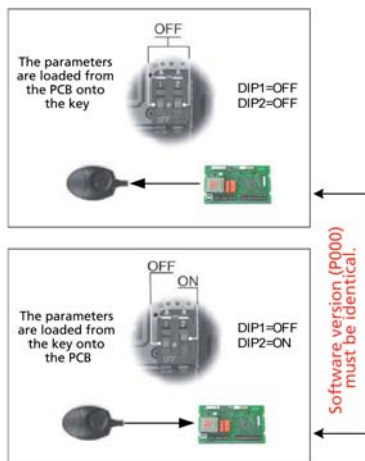 OFF
The parameters
are loaded from
the PCB onto
the key
DIP1=OFF
DIP2=OFF
OFF
ON
The parameters
are loaded from
the key onto
the PCB
DIP1=OFF
DIP2=ON
Software version (P000)
must be identical.